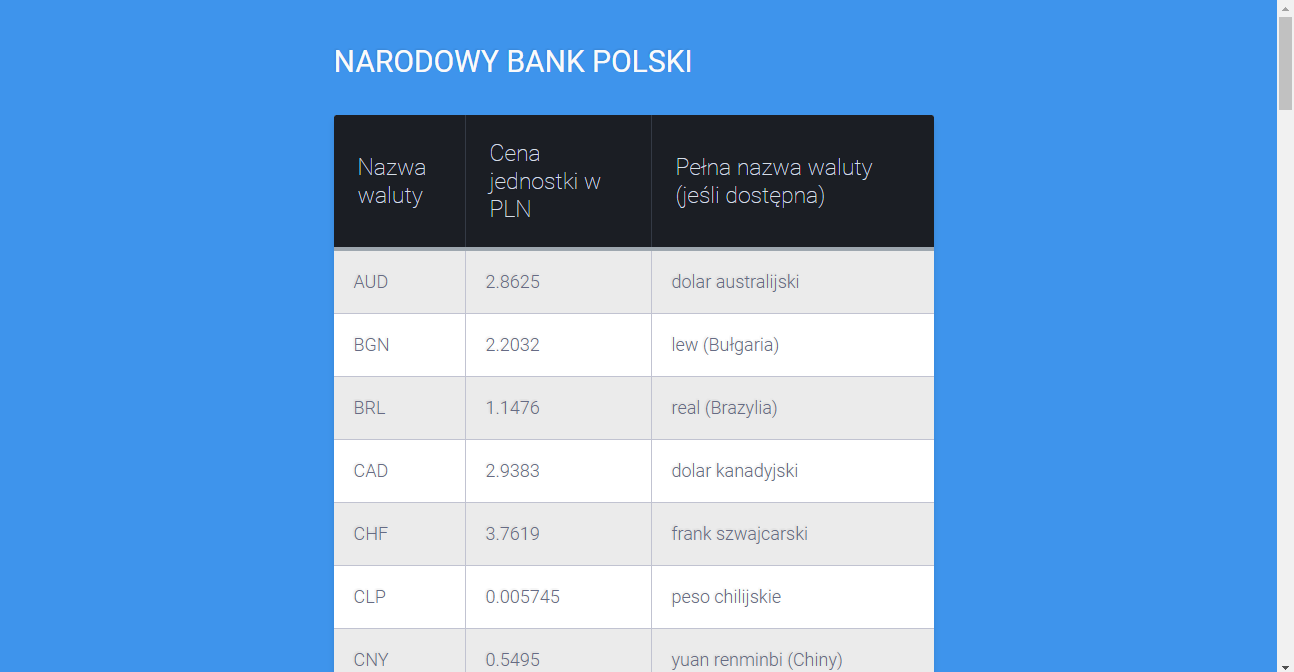 NARODOWY BANK POLSKI
Nazwa waluty
Cena jednostki w PLN
Pełna nazwa waluty (jeśli dostępna)
AUD 2.8625 dolar australijski
BGN 2.2032 lew (Bułgaria)
BRL 1.1476 real (Brazylia)
CAD 2.9383 dolar kanadyjski
CHF 3.7619 frank szwajcarski
CLP 0.005745 peso chilijskie
CNY 0.5495 yuan renminbi (Chiny)